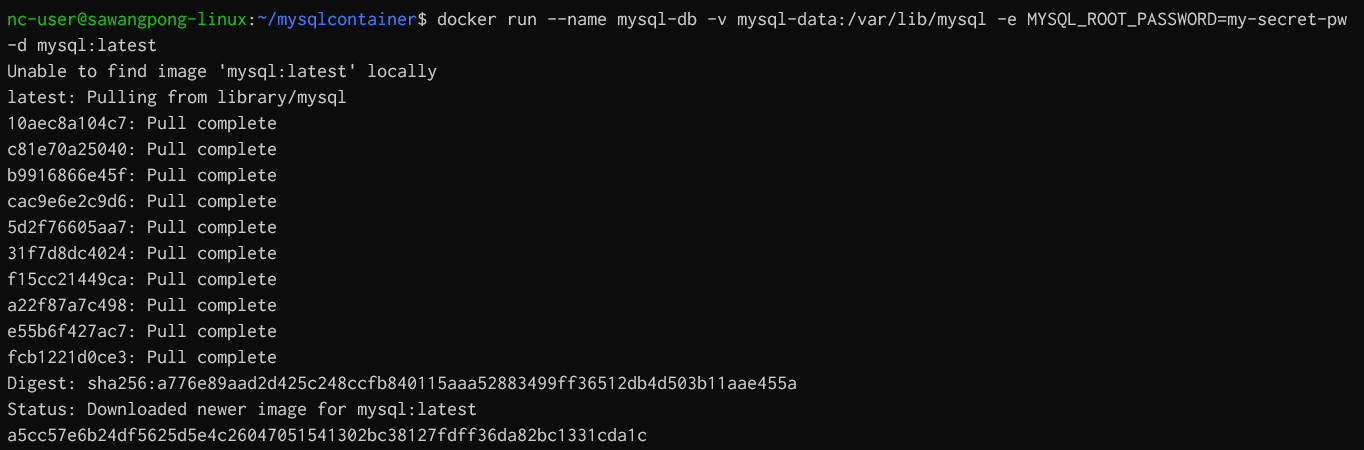 nc-user@sawangpong-linux:~/mysqlcontainer$ docker run --name mysql-db -v mysql-data:/var/lib/mysql -e MYSQL_ROOT_PASSWORD=my-secret-pw
-d mysql:latest
Unable to find image 'mysql:latest' locally
latest: Pulling from library/mysql
10aec8a104c7: Pull complete
c81e70a25040: Pull complete
b9916866e45f: Pull complete
cac9e6e2c9d6: Pull complete
5d2f76605aa7: Pull complete
31f7d8dc4024: Pull complete
f15cc21449ca: Pull complete
a22f87a7c498: Pull complete
e55b6f427ac7: Pull complete
fcb1221d0ce3: Pull complete
Digest: sha256:a776e89aad2d425c248ccfb840115aaa52883499ff36512db4d503b11aae455a
Status: Downloaded newer image for mysql:latest
a5cc57e6b24df5625d5e4c26047051541302bc38127fdff36da82bc1331cda1c